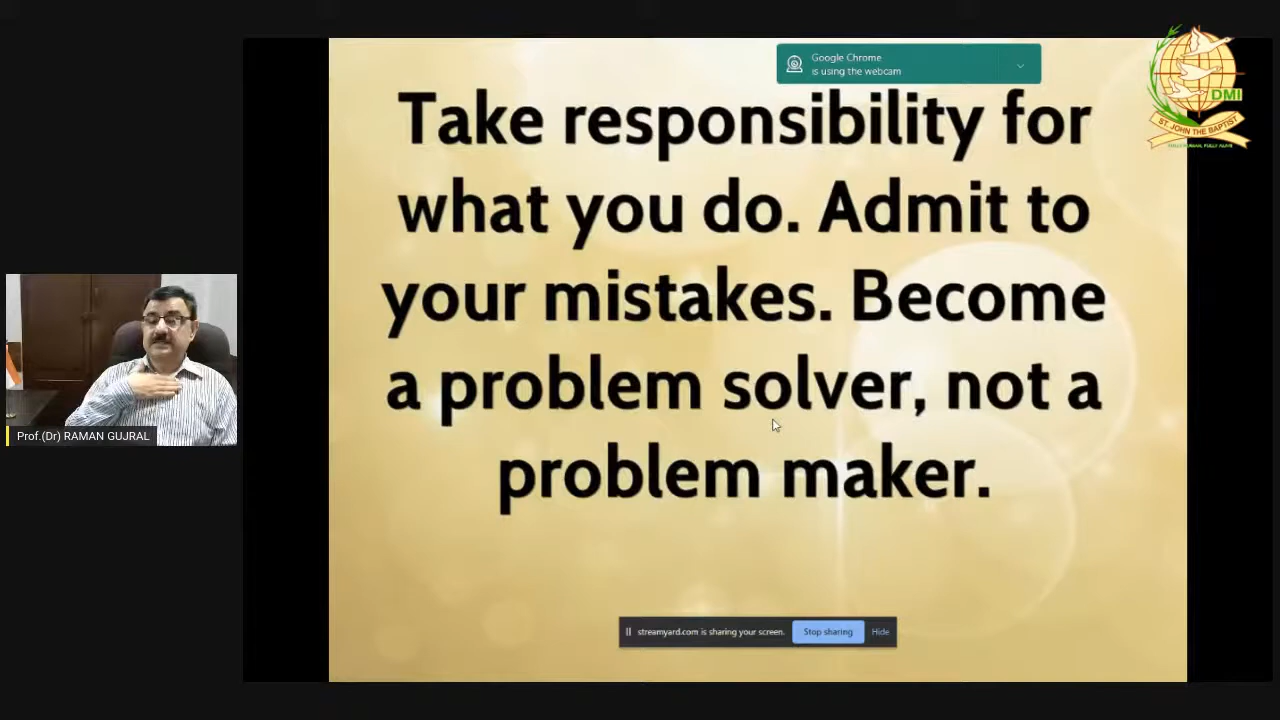 Google Chrome
is using the webcam
DMI
ST. JOHN THE BAPTIST
Take responsibility for
what you do. Admit to
your mistakes. Become
a problem solver, not a
problem maker.
Prof.(Dr) RAMAN GUJRAL
streamyard.com is sharing your screen.
Stop sharing
Hide